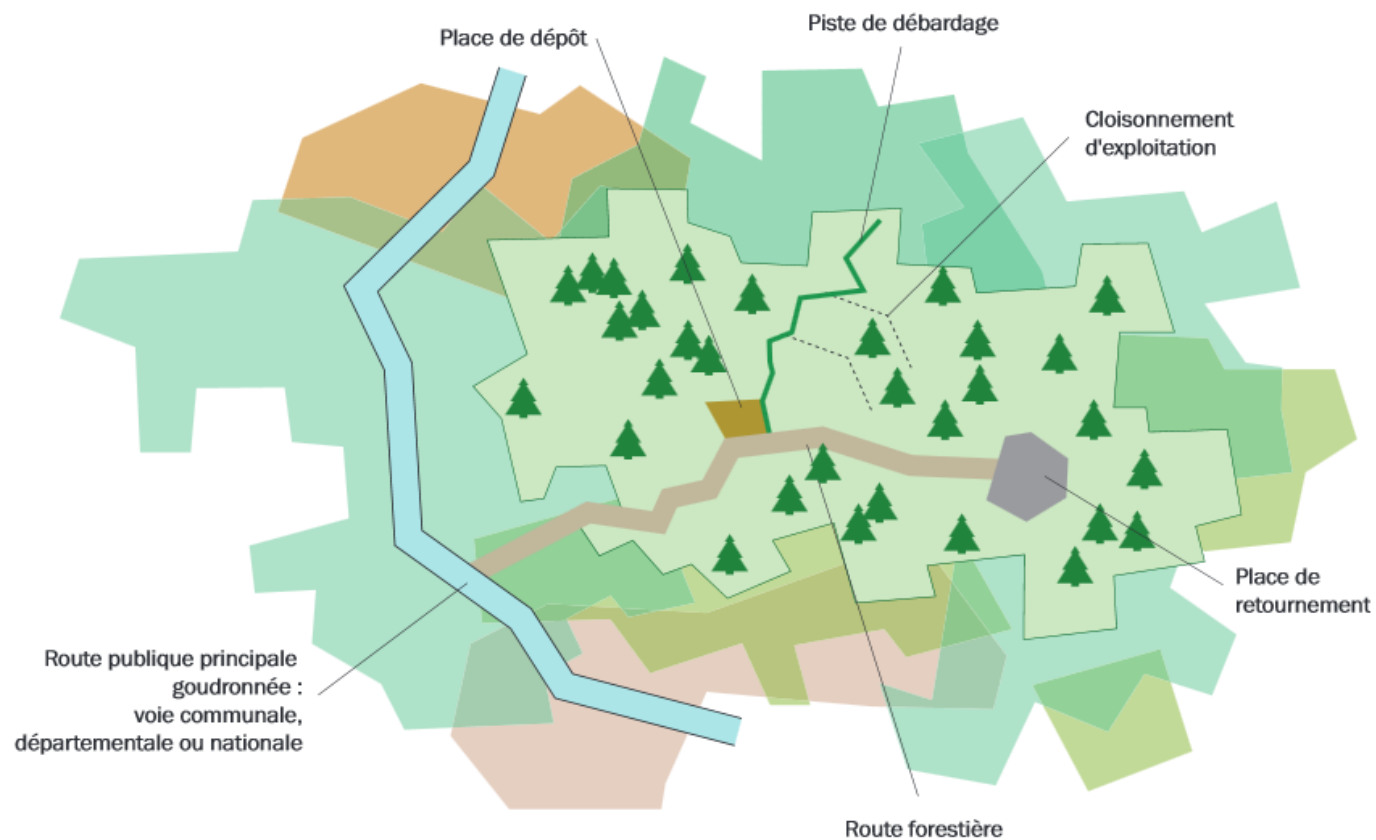 Piste de débardage
Place de dépôt
Cloisonnement
d'exploitation
Place de
retournement
Route publique principale
goudronnée :
voie communale,
départementale ou nationale
Route forestière